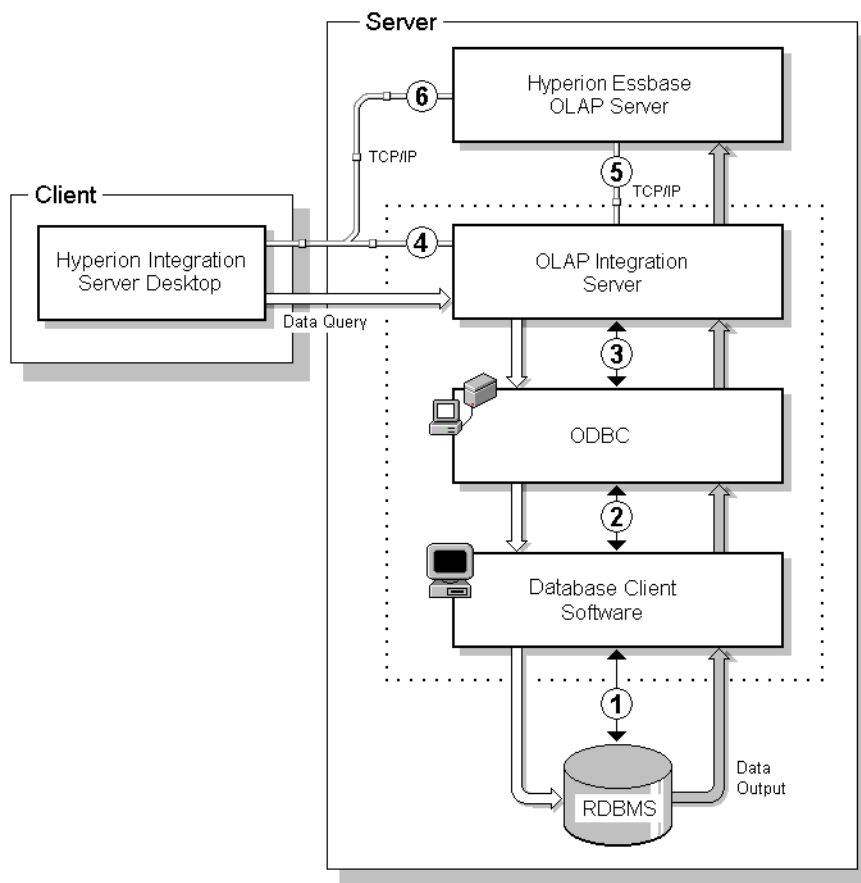 Server
Hyperion Essbase
OLAP Server
6
TCP/IP
5
TCP/IP
Client
Hyperion Integration
Server Desktop
4
OLAP Integration
Server
Data Query
3
ODBC
2
Database Client
Software
1
RDBMS
Data
Output